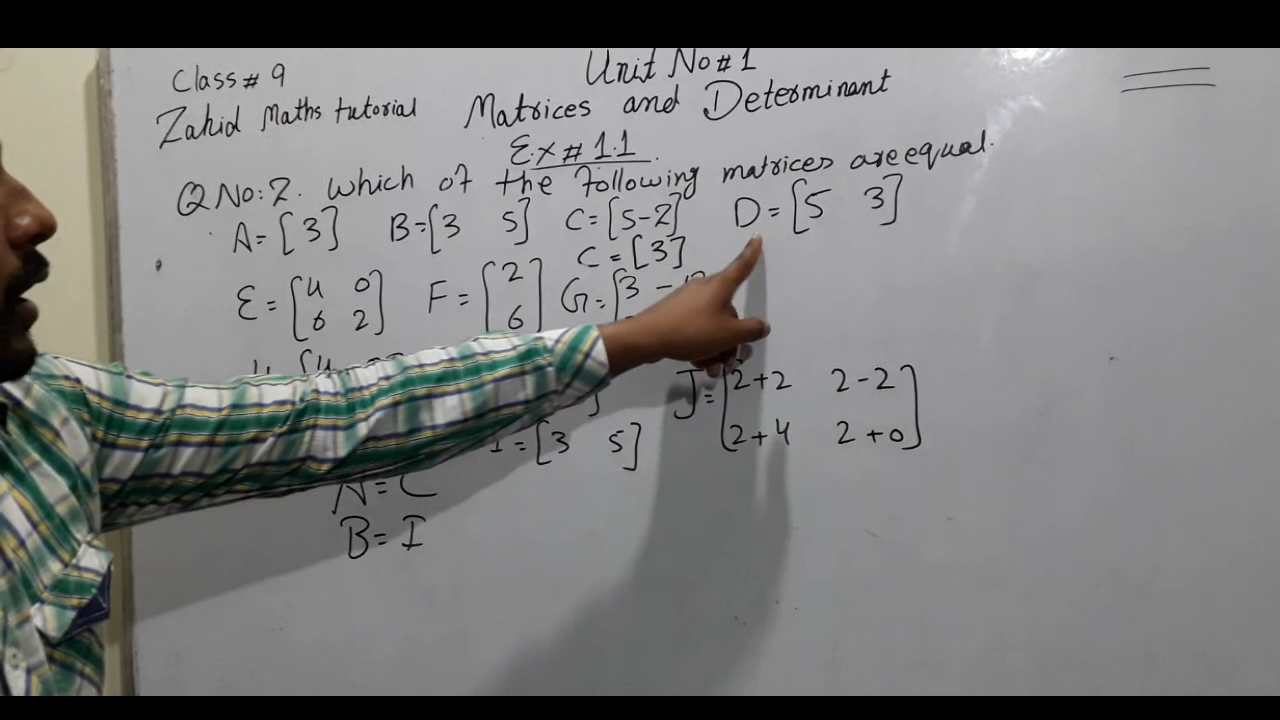 Class # 9
Unit No # 1
Zahid Maths tutorial
Matrices and Determinant
Ex # 1.1
Q No: 2. which of the following matrices are equal.
A = [3] B = [3 5] C = [5-2] D = [5 3]
C = [3]
E = [4 0
6 2] F = [2
6] G = [3 -
J = [2+2 2-2
2+4 2+0]
I = [3 5]
A = C
B = I